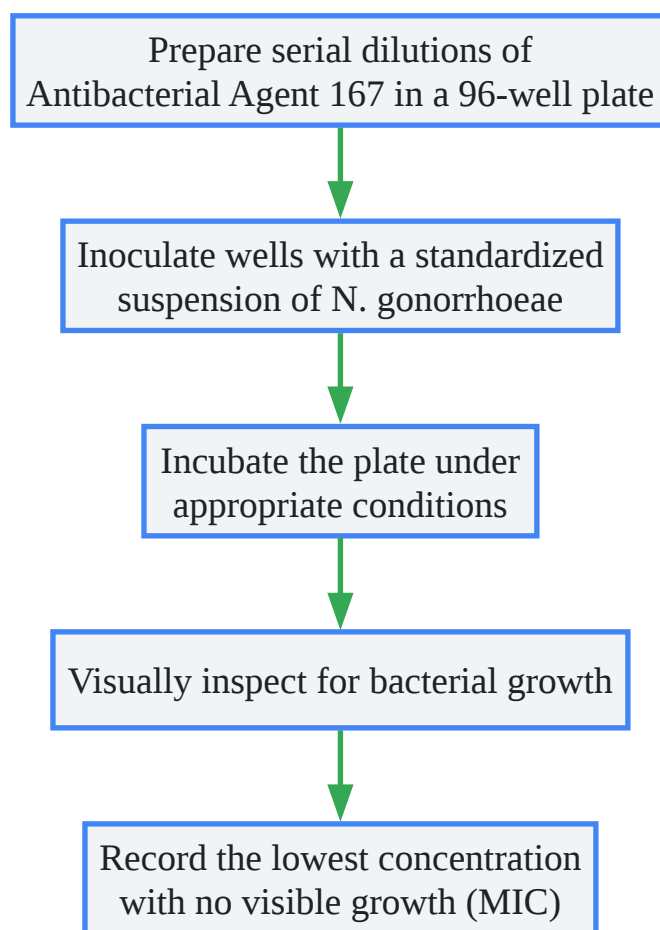 Prepare serial dilutions of
Antibacterial Agent 167 in a 96-well plate
Inoculate wells with a standardized
suspension of N. gonorrhoeae
Incubate the plate under
appropriate conditions
Visually inspect for bacterial growth
Record the lowest concentration
with no visible growth (MIC)